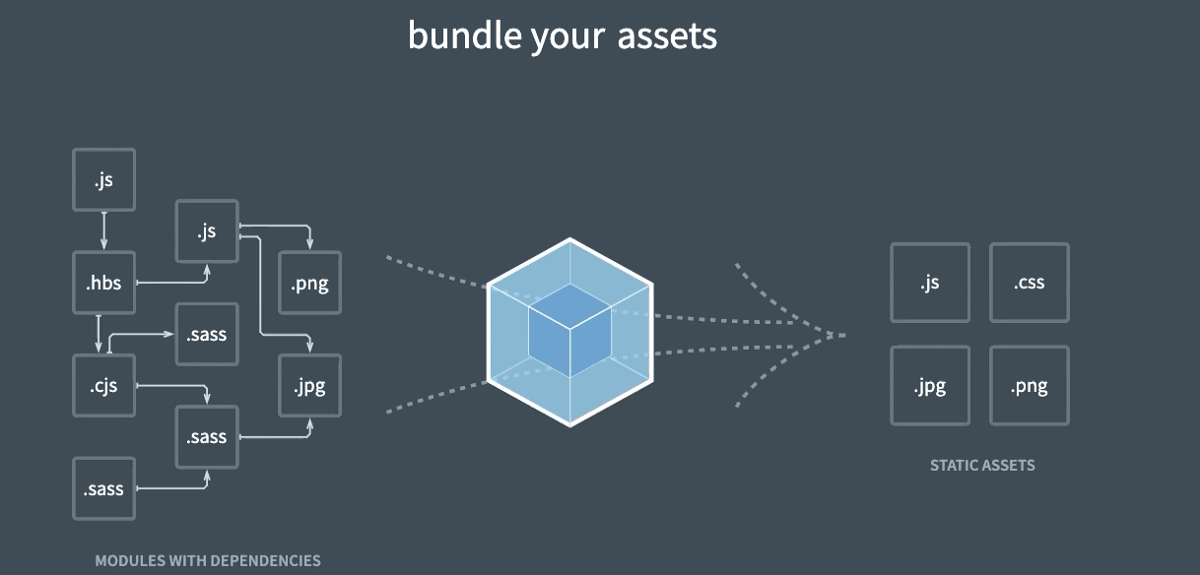 bundle your assets
.js
.js
.hbs
.png
.sass
.cjs
.jpg
.sass
.sass
MODULES WITH DEPENDENCIES
.js
.css
.jpg
.png
STATIC ASSETS